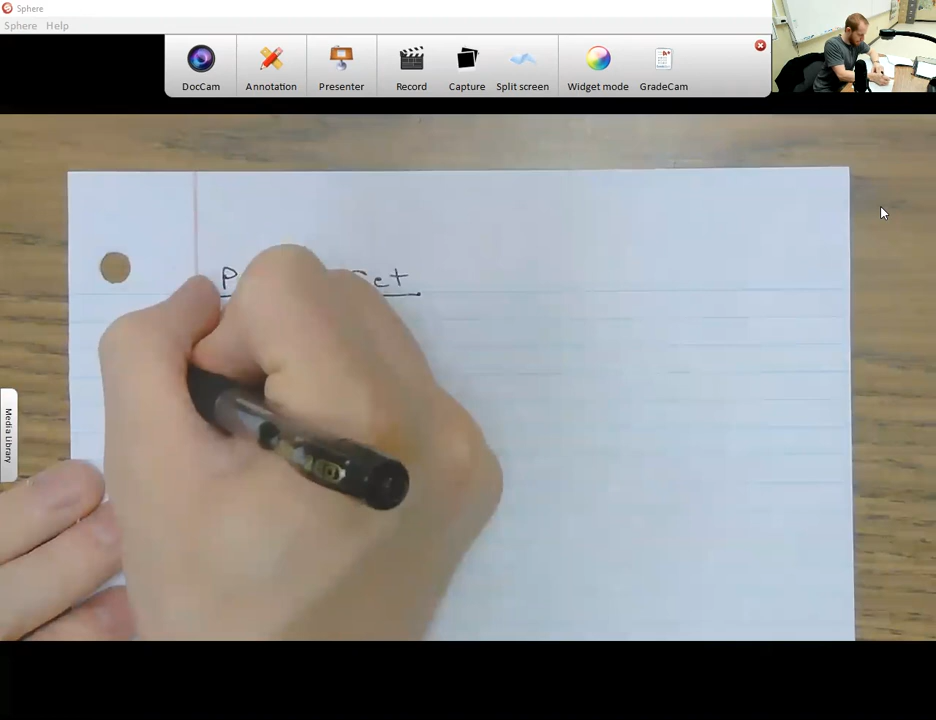 Sphere
Sphere Help
DocCam Annotation Presenter Record Capture Split screen Widget mode GradeCam
Media Library